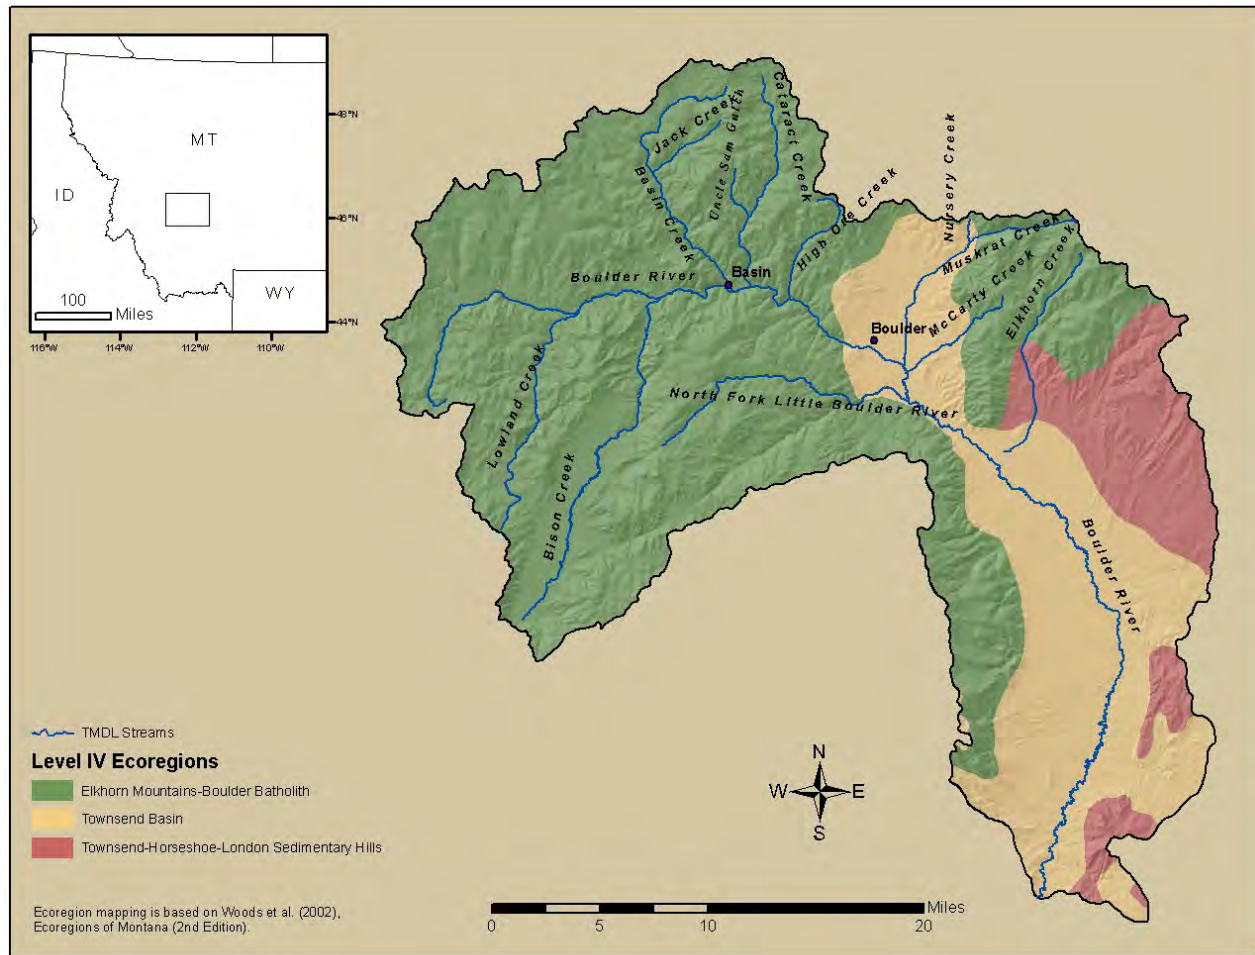 MT
ID
WY
100
Miles
48°N
46°N
44°N
116°W
114°W
112°W
110°W
Jack Creek
Uncle Sam Gulch
Cataract Creek
Basin Creek
High Ore Creek
Nursery Creek
Muskrat Creek
McCarty Creek
Elkhorn Creek
Boulder River
Basin
Boulder
North Fork Little Boulder River
Lowland Creek
Bison Creek
Boulder River
TMDL Streams
Level IV Ecoregions
Elkhorn Mountains-Boulder Batholith
Townsend Basin
Townsend-Horseshoe-London Sedimentary Hills
Ecoregion mapping is based on Woods et al. (2002),
Ecoregions of Montana (2nd Edition).
N
W E
S
Miles
0 5 10 20